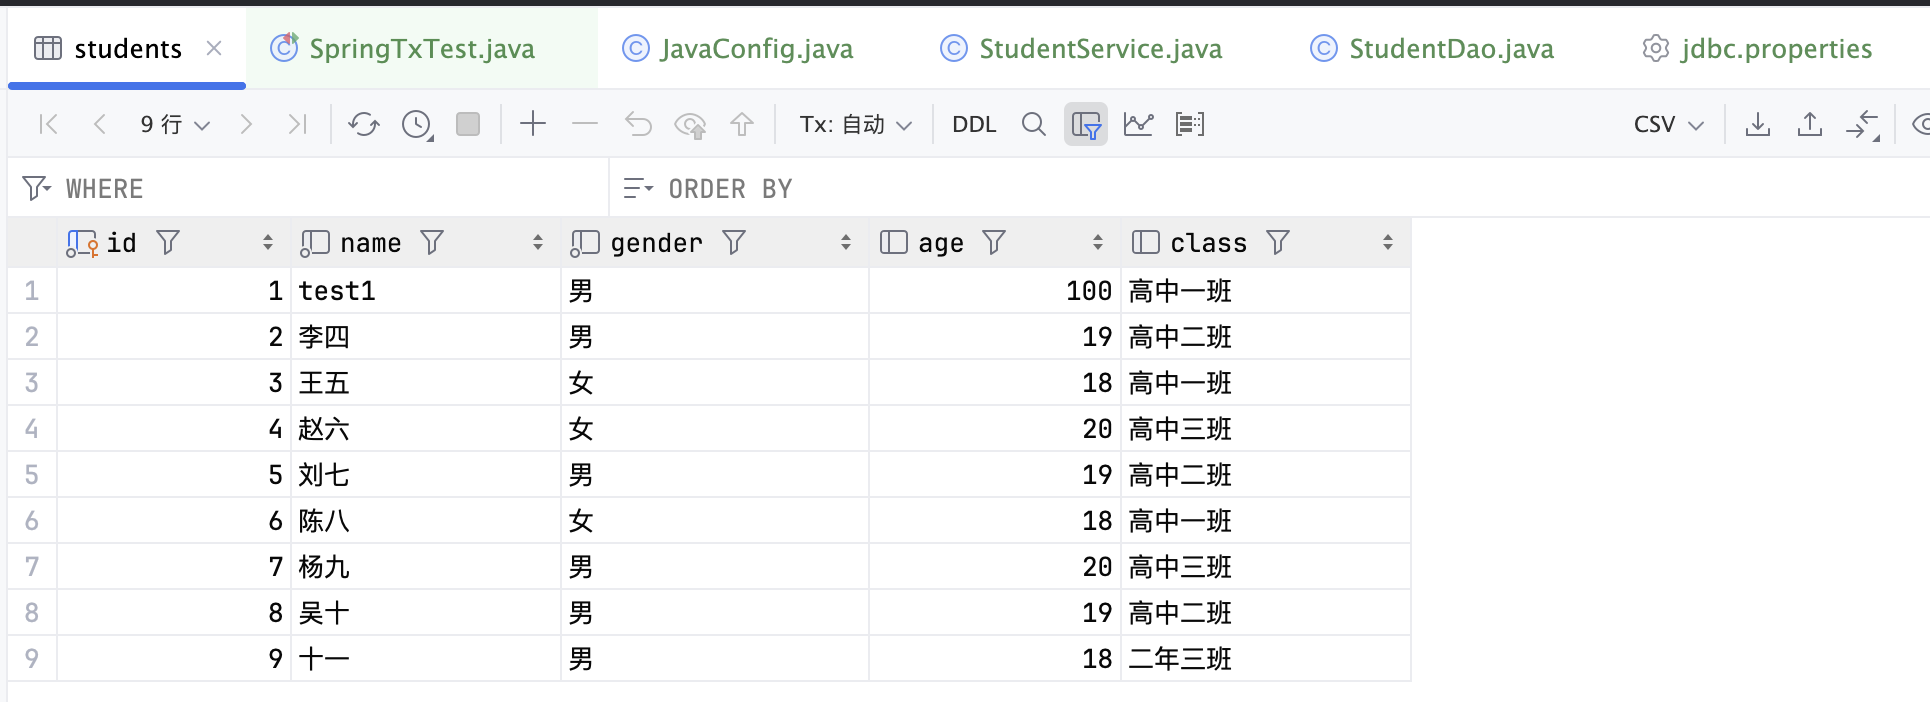 students SpringTxTest.java JavaConfig.java StudentService.java StudentDao.java jdbc.properties
9 行 Tx: 自动 DDL CSV
WHERE ORDER BY
id name gender age class
1 1 test1 男 100 高中一班
2 2 李四 男 19 高中二班
3 3 王五 女 18 高中一班
4 4 赵六 女 20 高中三班
5 5 刘七 男 19 高中二班
6 6 陈八 女 18 高中一班
7 7 杨九 男 20 高中三班
8 8 吴十 男 19 高中二班
9 9 十一 男 18 二年三班